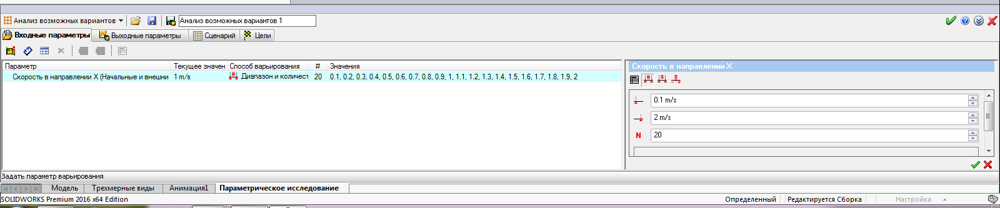 Анализ возможных вариантов Анализ возможных вариантов 1
Входные параметры Выходные параметры Сценарий Цели
Параметр Текущее значен Способ варьирования # Значения
Скорость в направлении X (Начальные и внешни 1 m/s Диапазон и количест 20 0.1, 0.2, 0.3, 0.4, 0.5, 0.6, 0.7, 0.8, 0.9, 1, 1.1, 1.2, 1.3, 1.4, 1.5, 1.6, 1.7, 1.8, 1.9, 2
Скорость в направлении X
0.1 m/s
2 m/s
N 20
Задать параметр варьирования
Модель Трехмерные виды Анимация1 Параметрическое исследование
SOLIDWORKS Premium 2016 x64 Edition Определенный Редактируется Сборка Настройка